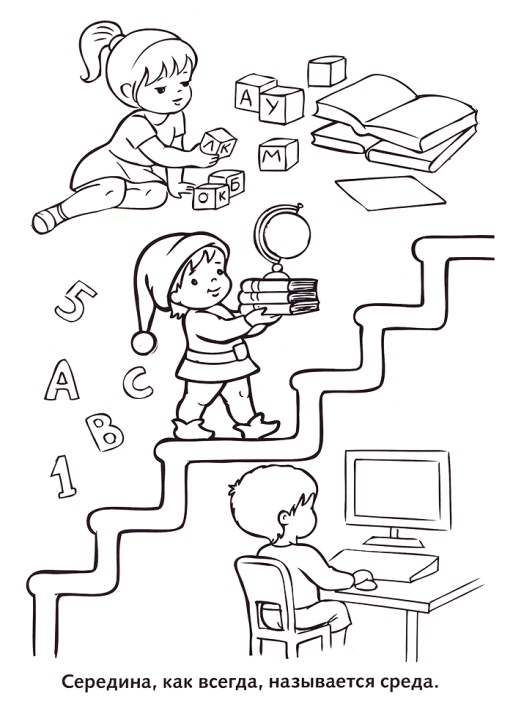 А У
Л К
М
Б
О К
5
А С
В
1
Середина, как всегда, называется среда.